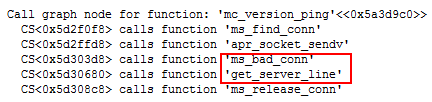 Call graph node for function: 'mc_version_ping'<<0x5a3d9c0>>
CS<0x5d2f0f8> calls function 'ms_find_conn'
CS<0x5d2ffd8> calls function 'apr_socket_sendv'
CS<0x5d303d8> calls function 'ms_bad_conn'
CS<0x5d30680> calls function 'get_server_line'
CS<0x5d308c8> calls function 'ms_release_conn'